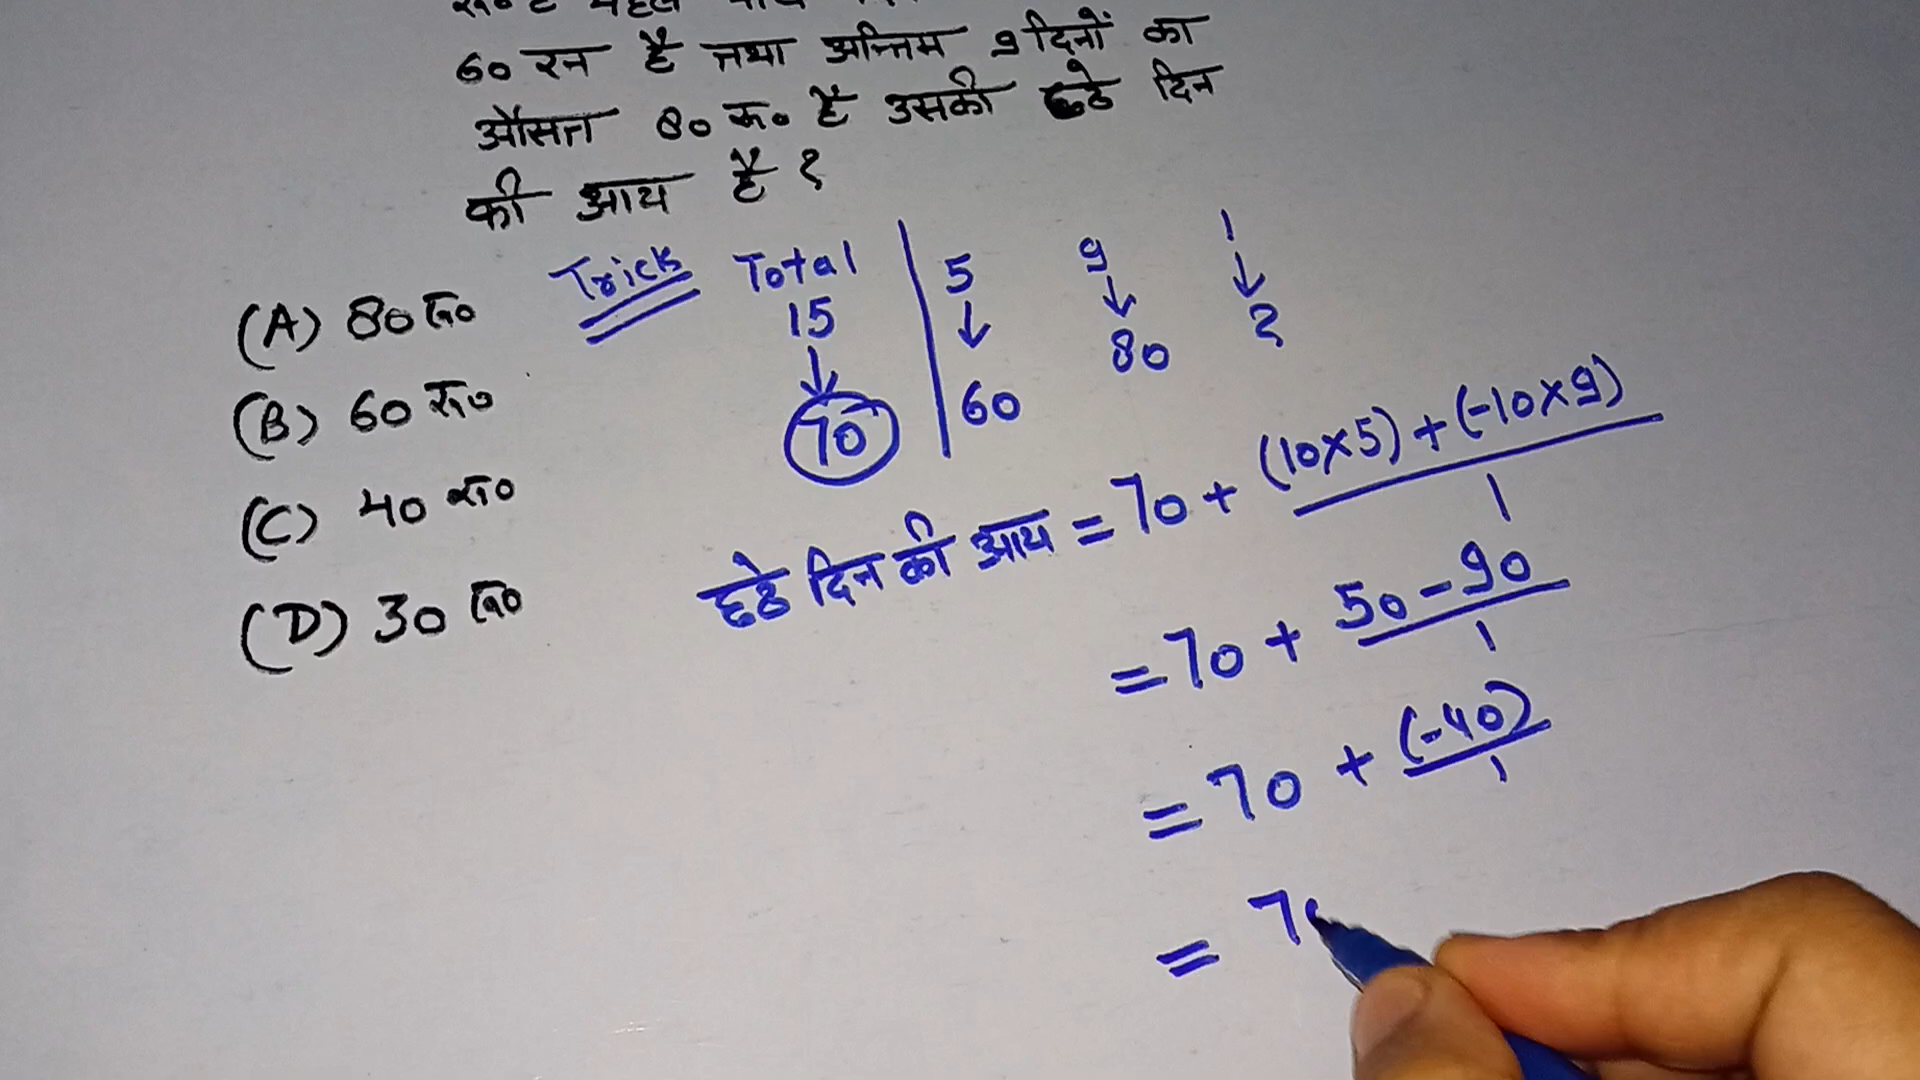 60 रन है तथा अन्तिम 9 दिनों का
औसत 80 रू० है उसकी छठे दिन
की आय है ?
(A) 80 रू०
(B) 60 रू०
(C) 40 रू०
(D) 30 रू०
Trick Total 5 9 1
15
80 ?
70 60
छठे दिन की आय = 70 + (10×5) + (-10×9)
1
= 70 + 50 - 90
1
= 70 + (-40)
1
= 70